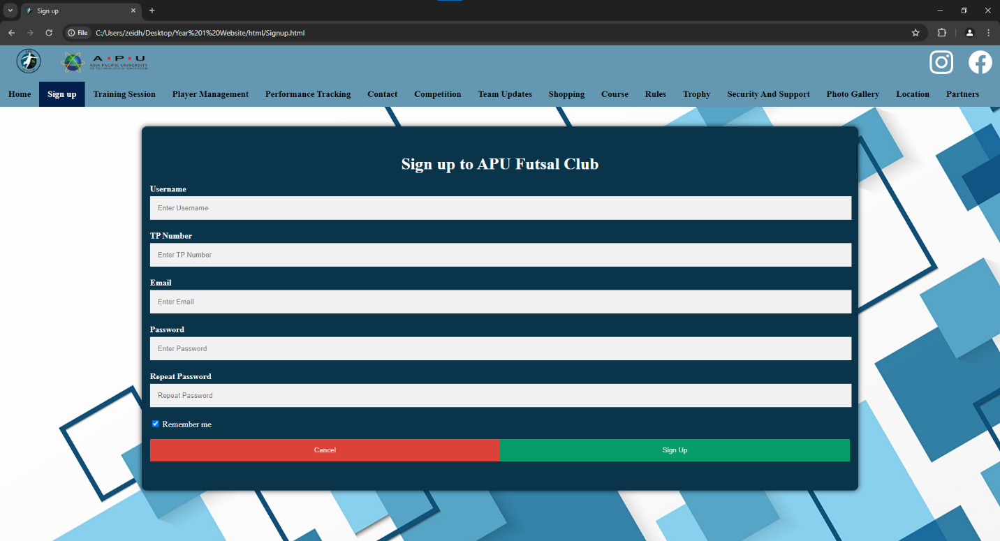 Sign up
File C:/Users/zeidh/Desktop/Year%201%20Website/html/Signup.html
A·P·U
ASIA PACIFIC UNIVERSITY
OF TECHNOLOGY & INNOVATION
Home Sign up Training Session Player Management Performance Tracking Contact Competition Team Updates Shopping Course Rules Trophy Security And Support Photo Gallery Location Partners
Sign up to APU Futsal Club
Username
Enter Username
TP Number
Enter TP Number
Email
Enter Email
Password
Enter Password
Repeat Password
Repeat Password
Remember me
Cancel Sign Up